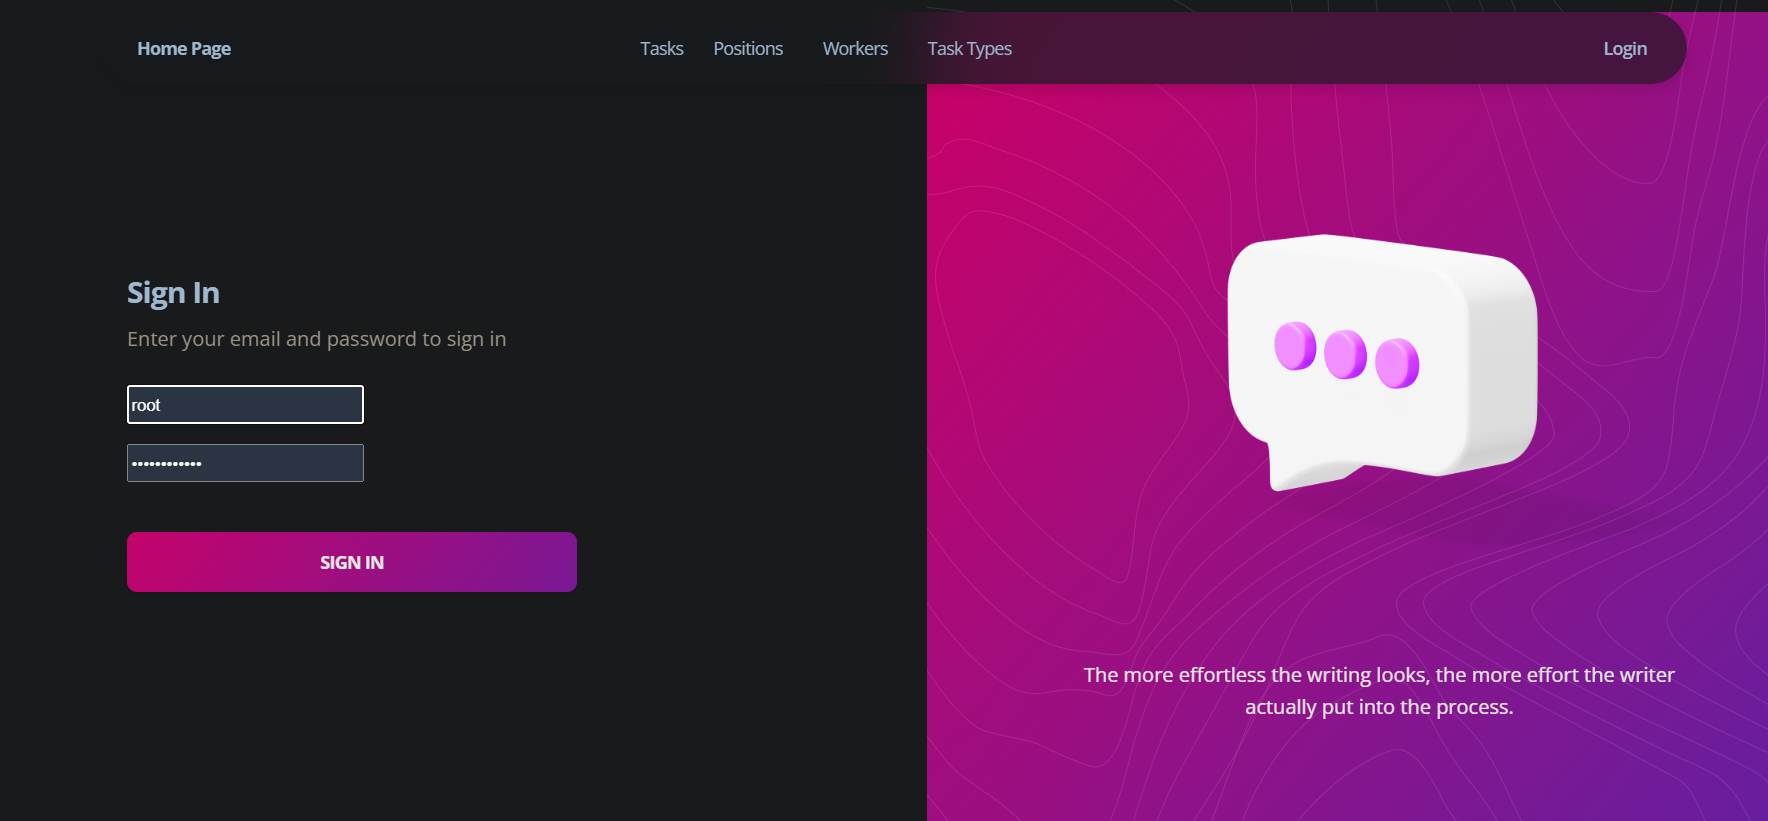 Home Page
Tasks
Positions
Workers
Task Types
Login
Sign In
Enter your email and password to sign in
root
••••••••••••
SIGN IN
The more effortless the writing looks, the more effort the writer
actually put into the process.